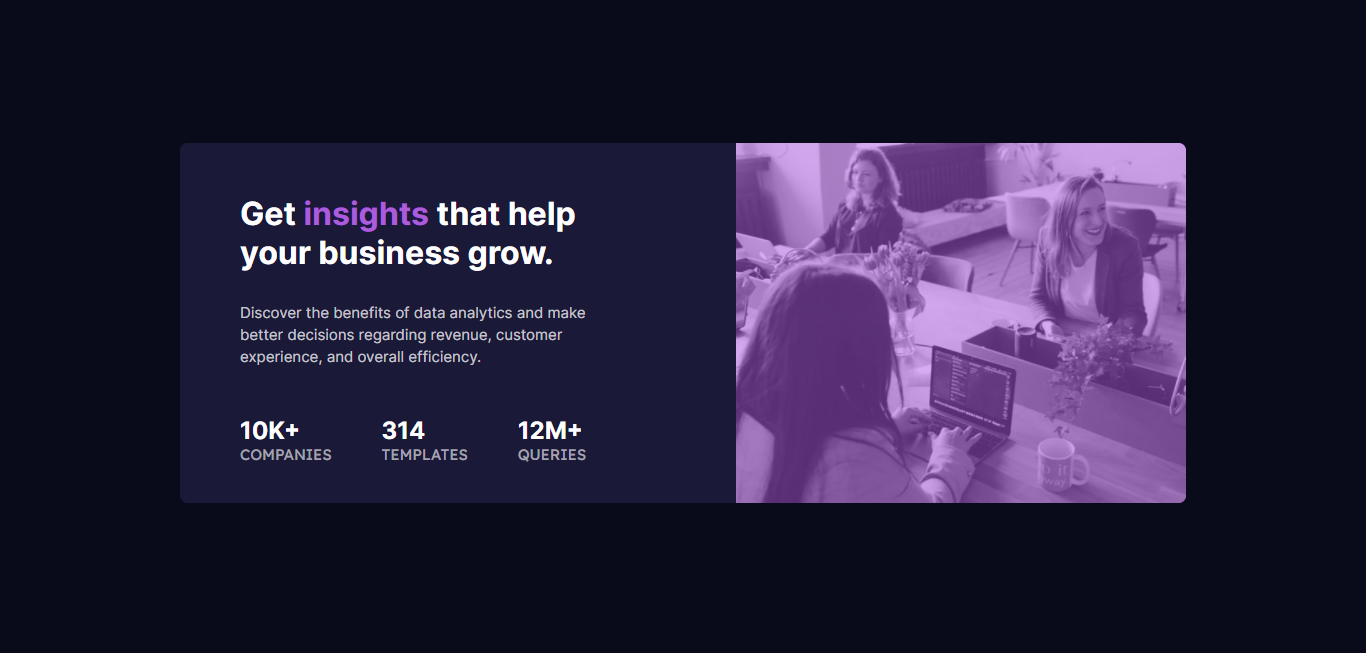 Get insights that help
your business grow.
Discover the benefits of data analytics and make
better decisions regarding revenue, customer
experience, and overall efficiency.
10K+ 314 12M+
COMPANIES TEMPLATES QUERIES